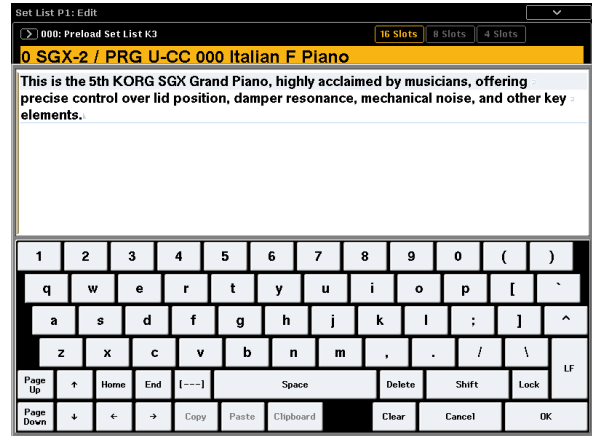 Set List P1: Edit
000: Preload Set List K3
16 Slots 8 Slots 4 Slots
0 SGX-2 / PRG U-CC 000 Italian F Piano
This is the 5th KORG SGX Grand Piano, highly acclaimed by musicians, offering
precise control over lid position, damper resonance, mechanical noise, and other key
elements.
1 2 3 4 5 6 7 8 9 0 ( )
q w e r t y u i o p [ `
a s d f g h j k l ; ] ^
z x c v b n m , . / \ LF
Page Up ↑ Home End [---] Space Delete Shift Lock
Page Down ↓ ← → Copy Paste Clipboard Clear Cancel OK